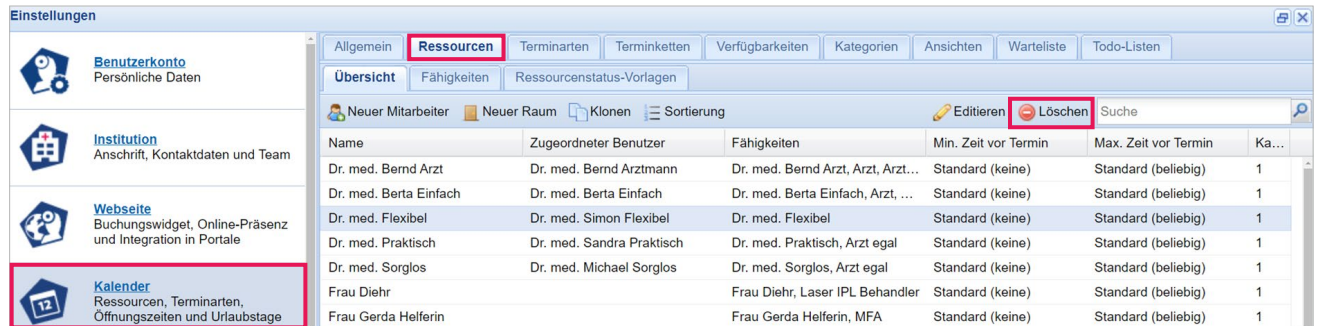 Einstellungen
Benutzerkonto
Persönliche Daten
Institution
Anschrift, Kontaktdaten und Team
Webseite
Buchungswidget, Online-Präsenz
und Integration in Portale
Kalender
Ressourcen, Terminarten,
Öffnungszeiten und Urlaubstage
Allgemein Ressourcen Terminarten Terminketten Verfügbarkeiten Kategorien Ansichten Warteliste Todo-Listen
Übersicht Fähigkeiten Ressourcenstatus-Vorlagen
Neuer Mitarbeiter Neuer Raum Klonen Sortierung Editieren Löschen Suche
Name Zugeordneter Benutzer Fähigkeiten Min. Zeit vor Termin Max. Zeit vor Termin Ka...
Dr. med. Bernd Arzt Dr. med. Bernd Arztmann Dr. med. Bernd Arzt, Arzt, Arzt... Standard (keine) Standard (beliebig) 1
Dr. med. Berta Einfach Dr. med. Berta Einfach Dr. med. Berta Einfach, Arzt, ... Standard (keine) Standard (beliebig) 1
Dr. med. Flexibel Dr. med. Simon Flexibel Dr. med. Flexibel Standard (keine) Standard (beliebig) 1
Dr. med. Praktisch Dr. med. Sandra Praktisch Dr. med. Praktisch, Arzt egal Standard (keine) Standard (beliebig) 1
Dr. med. Sorglos Dr. med. Michael Sorglos Dr. med. Sorglos, Arzt egal Standard (keine) Standard (beliebig) 1
Frau Diehr Frau Diehr, Laser IPL Behandler Standard (keine) Standard (beliebig) 1
Frau Gerda Helferin Frau Gerda Helferin, MFA Standard (keine) Standard (beliebig) 1
12